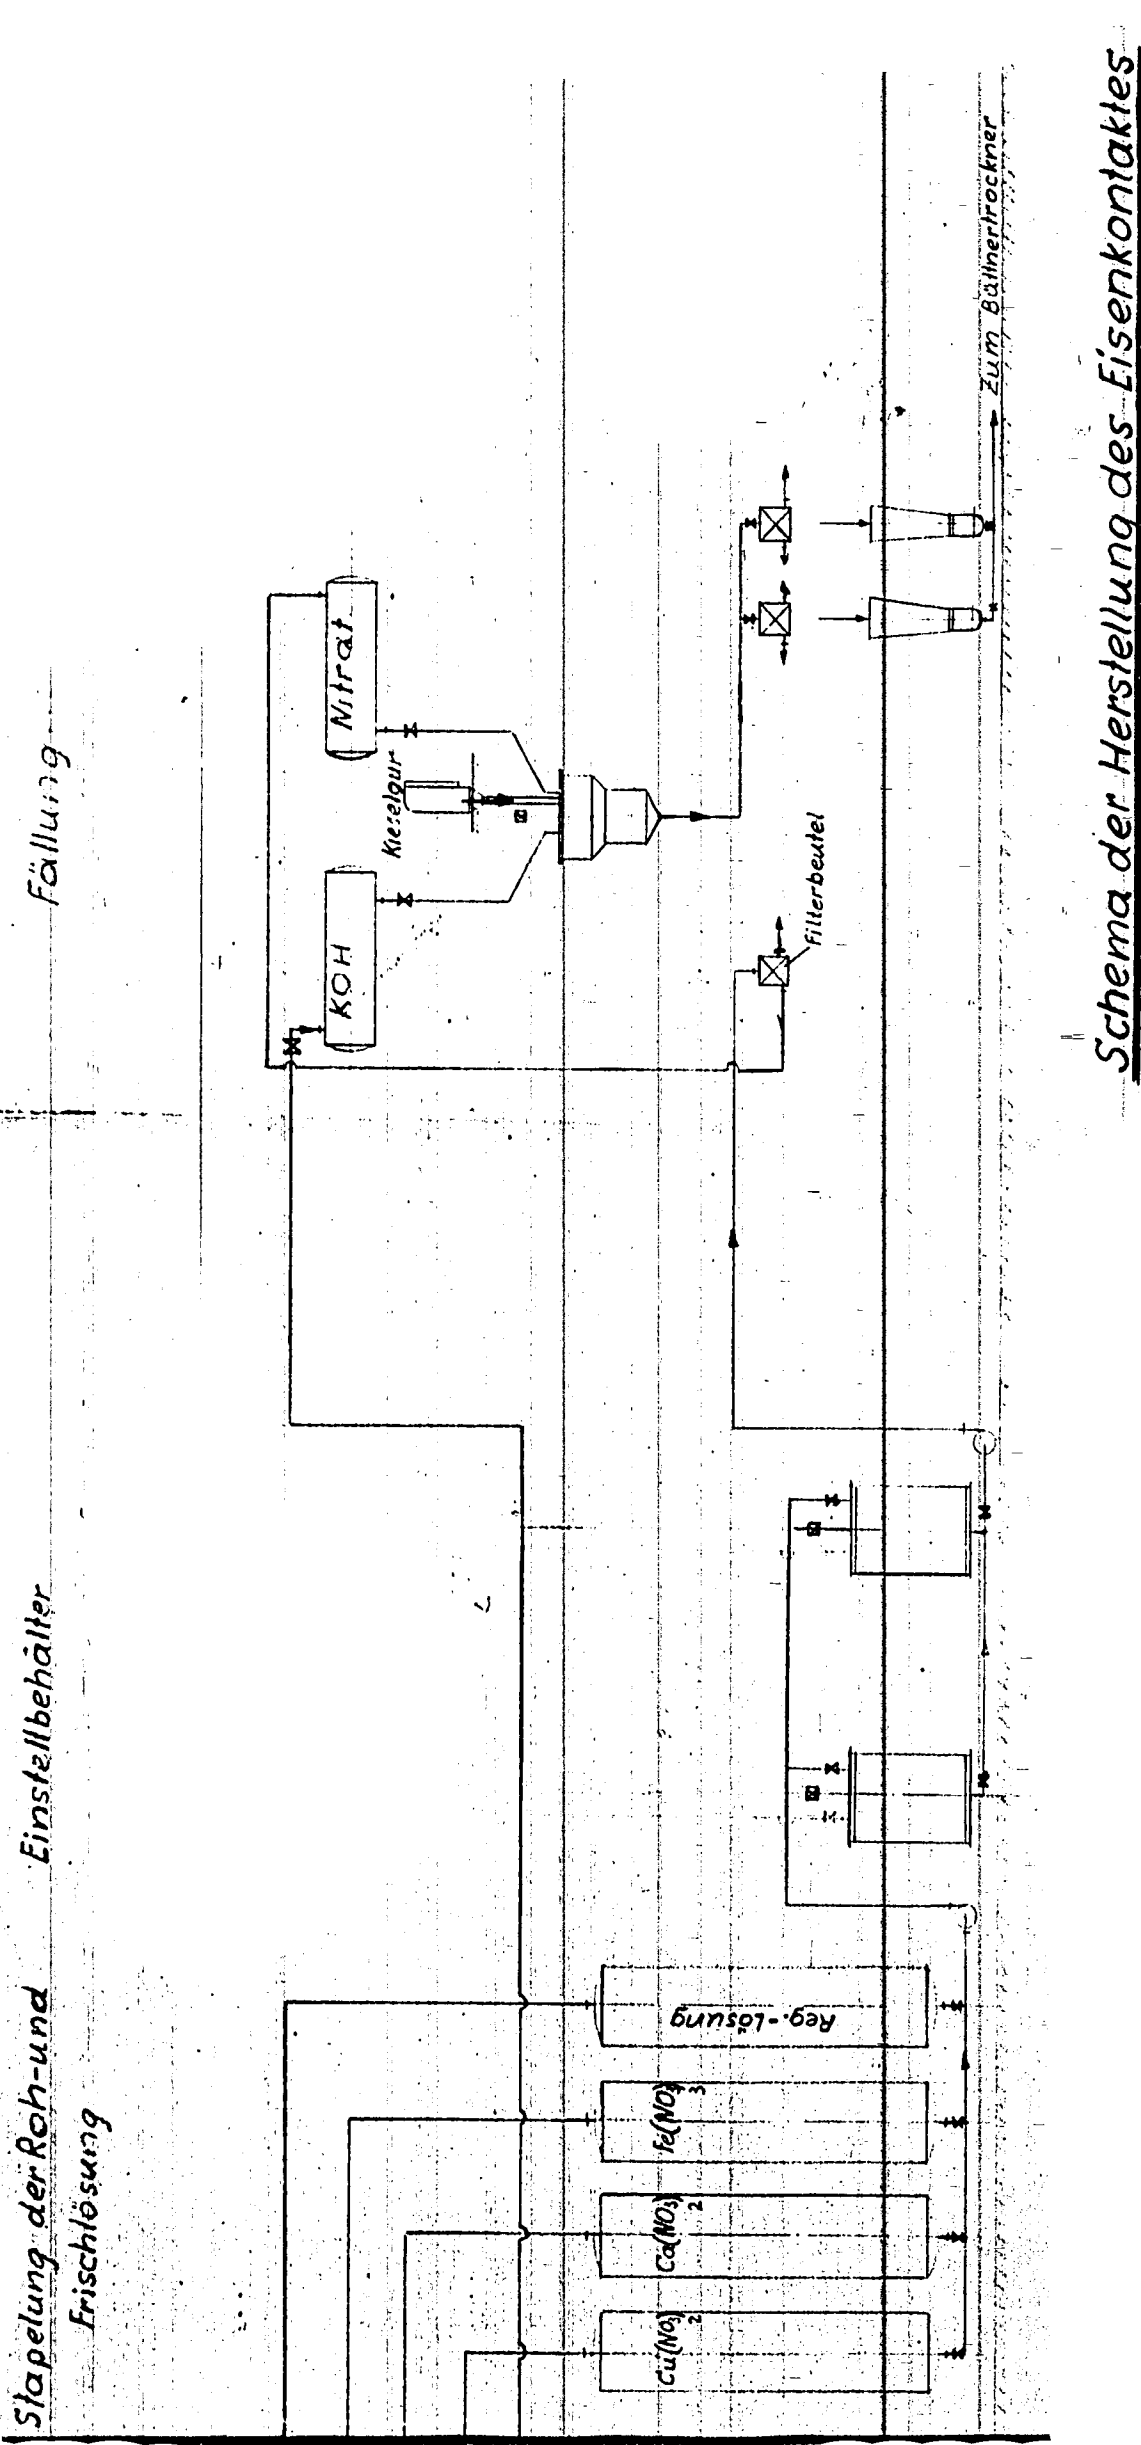 Stapelung der Roh- und
Frischlösung
Einstellbehälter
Fällung
Cu(NO3)2
Ca(NO3)2
Fe(NO3)3
Reg.-Lösung
KOH
Kieselgur
Nitrat
Filterbeutel
Zum Büttnertrockner
Schema der Herstellung des Eisenkontaktes